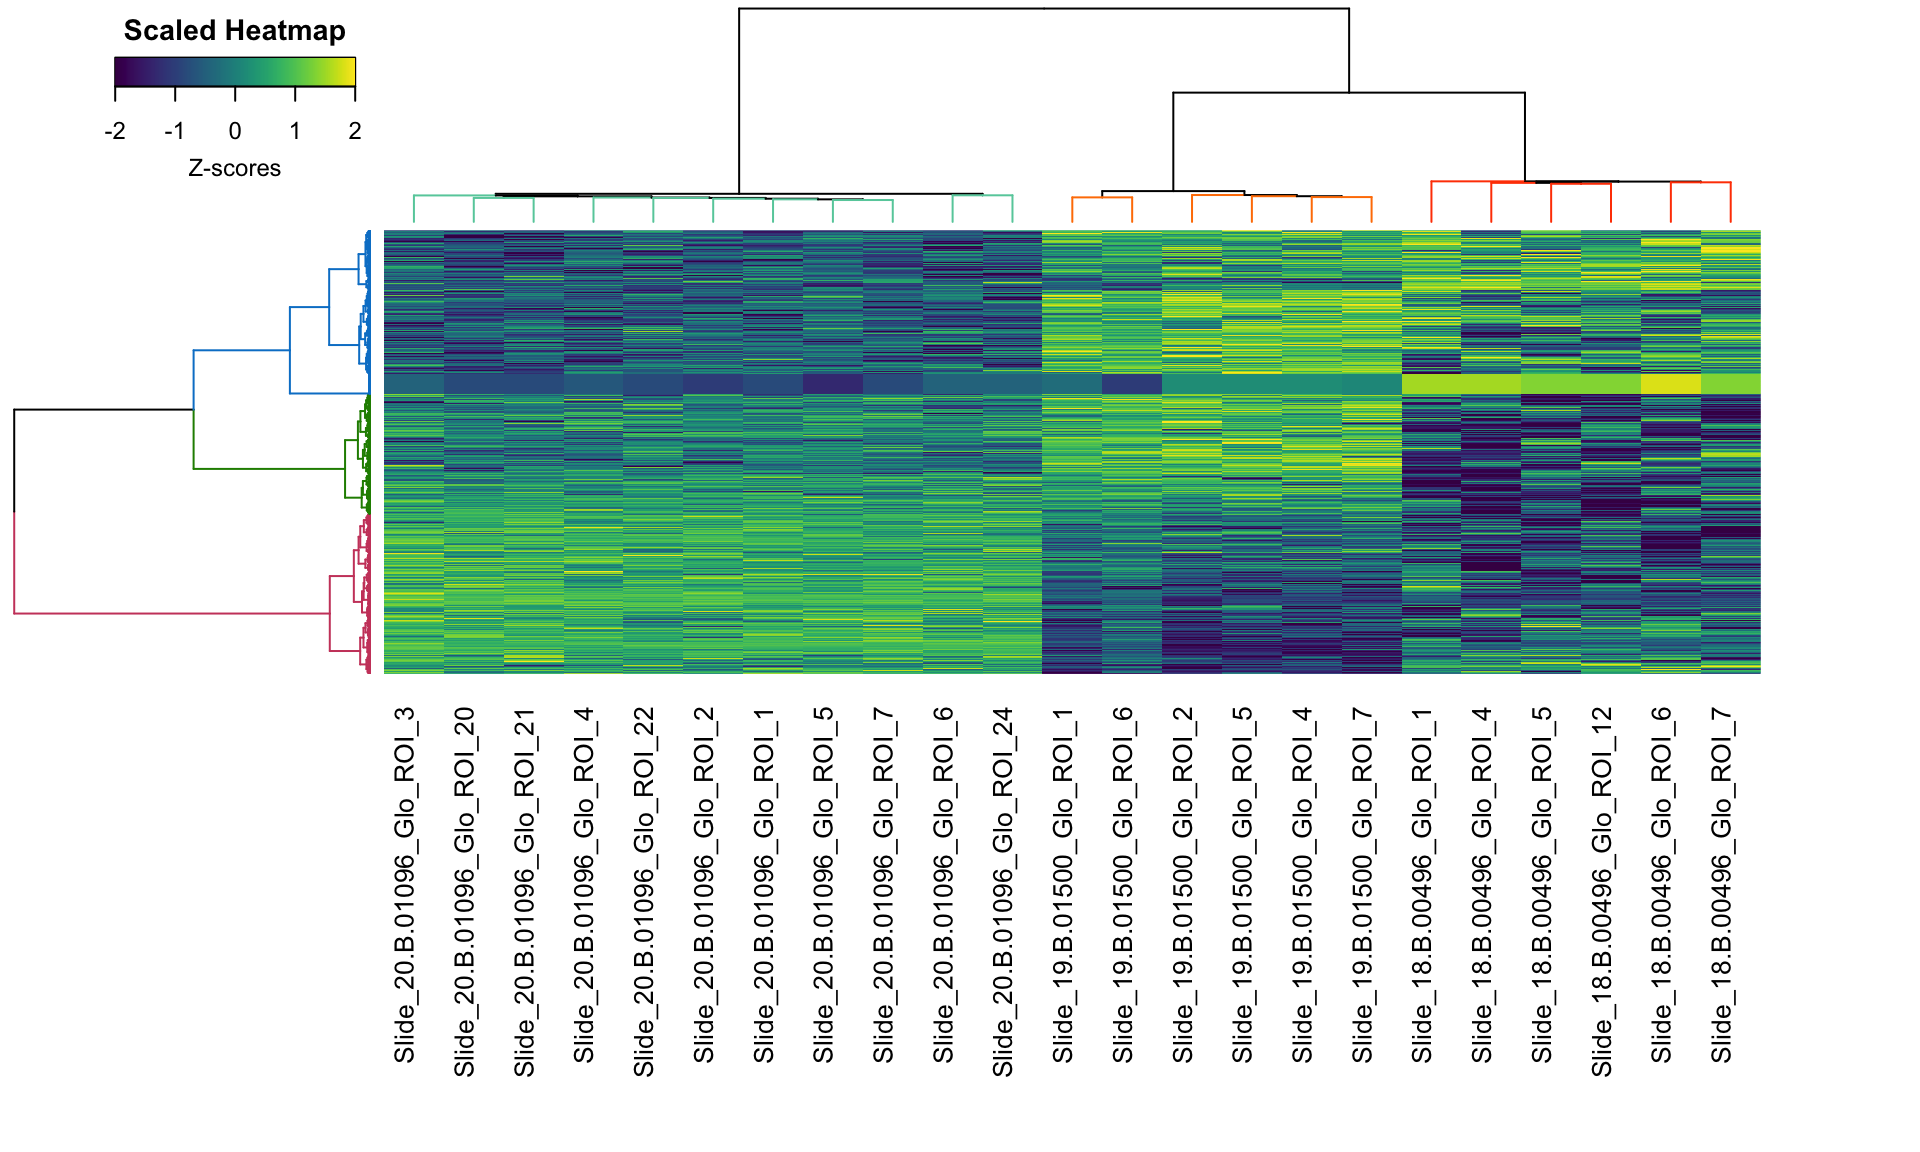 Scaled Heatmap
-2 -1 0 1 2
Z-scores
Slide_20.B.01096_Glo_ROI_3
Slide_20.B.01096_Glo_ROI_20
Slide_20.B.01096_Glo_ROI_21
Slide_20.B.01096_Glo_ROI_4
Slide_20.B.01096_Glo_ROI_22
Slide_20.B.01096_Glo_ROI_2
Slide_20.B.01096_Glo_ROI_1
Slide_20.B.01096_Glo_ROI_5
Slide_20.B.01096_Glo_ROI_7
Slide_20.B.01096_Glo_ROI_6
Slide_20.B.01096_Glo_ROI_24
Slide_19.B.01500_Glo_ROI_1
Slide_19.B.01500_Glo_ROI_6
Slide_19.B.01500_Glo_ROI_2
Slide_19.B.01500_Glo_ROI_5
Slide_19.B.01500_Glo_ROI_4
Slide_19.B.01500_Glo_ROI_7
Slide_18.B.00496_Glo_ROI_1
Slide_18.B.00496_Glo_ROI_4
Slide_18.B.00496_Glo_ROI_5
Slide_18.B.00496_Glo_ROI_12
Slide_18.B.00496_Glo_ROI_6
Slide_18.B.00496_Glo_ROI_7